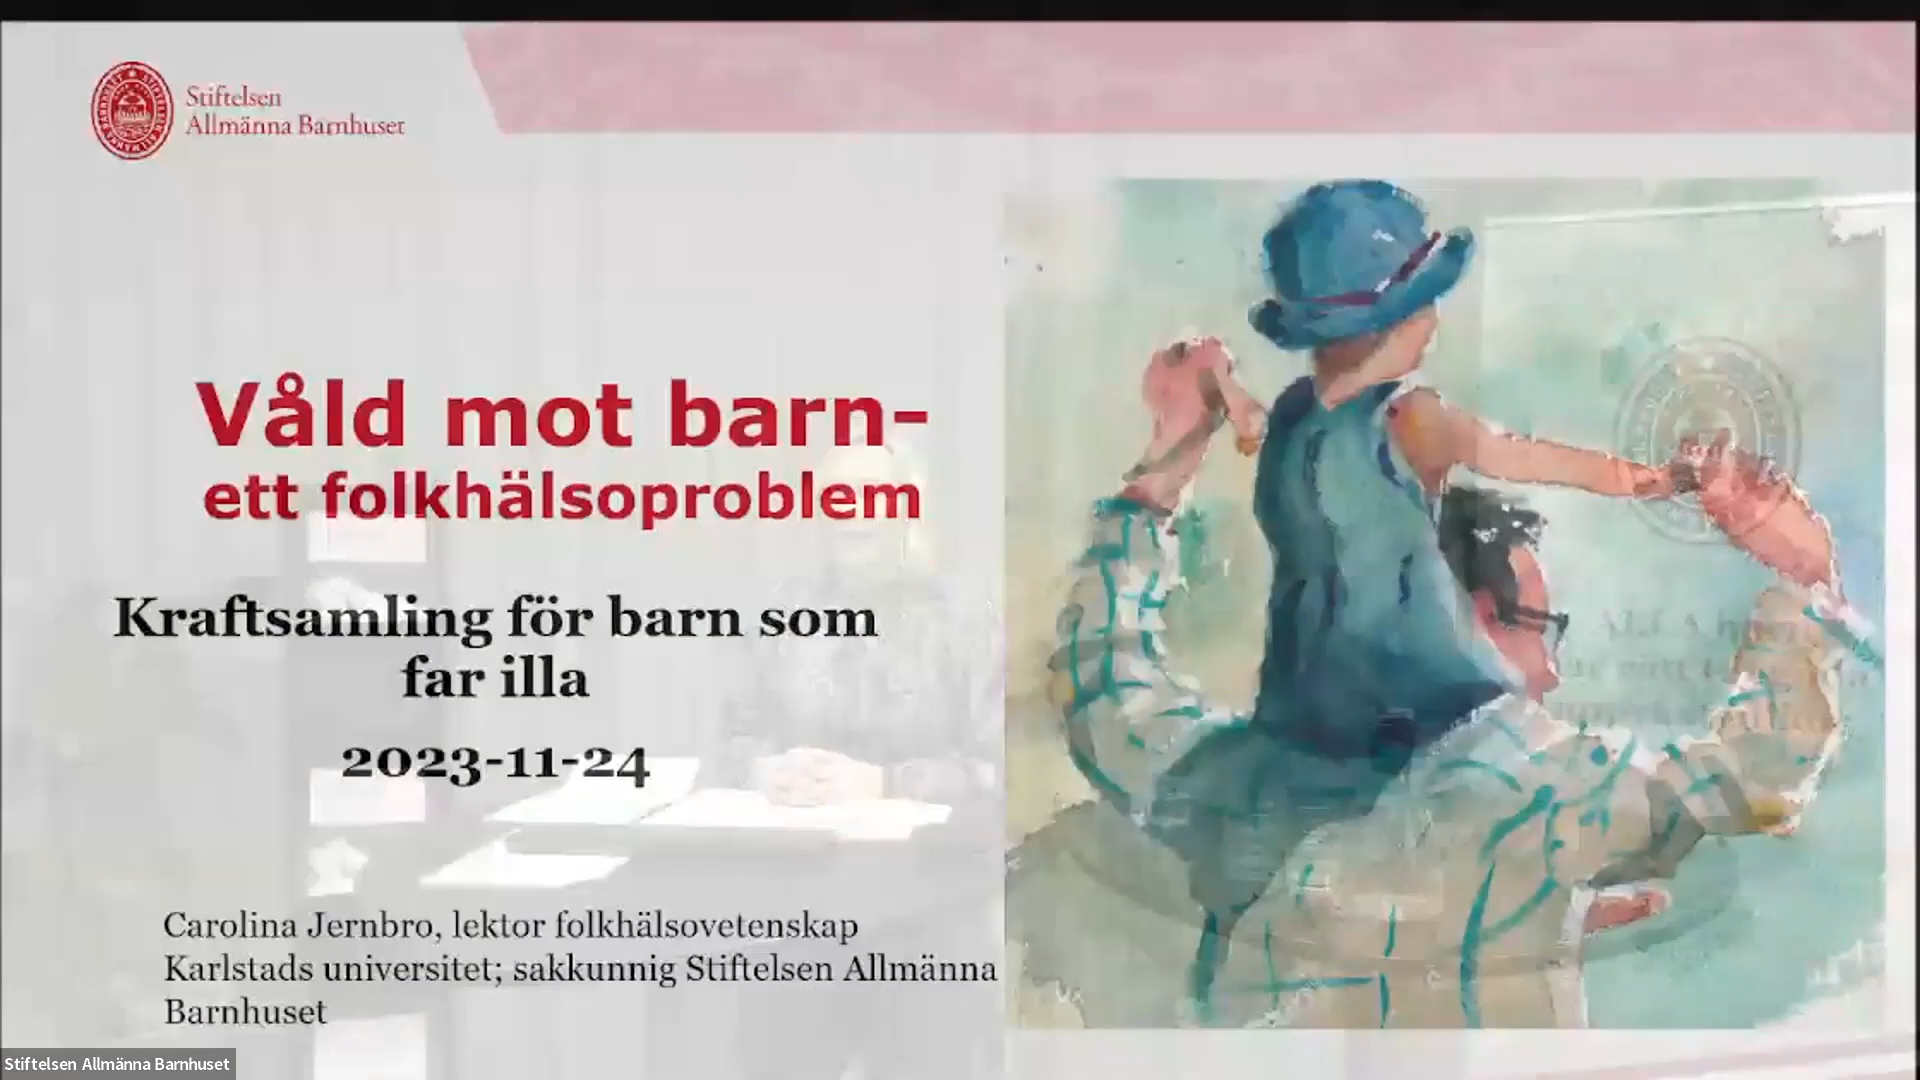 Stiftelsen
Allmänna Barnhuset
Våld mot barn-
ett folkhälsoproblem
Kraftsamling för barn som
far illa
2023-11-24
Carolina Jernbro, lektor folkhälsovetenskap
Karlstads universitet; sakkunnig Stiftelsen Allmänna
Barnhuset
Stiftelsen Allmänna Barnhuset